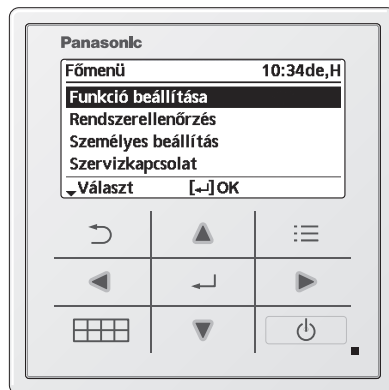 Panasonic
Főmenü 10:34de,H
Funkció beállítása
Rendszerellenőrzés
Személyes beállítás
Szervizkapcsolat
Választ [↵]OK